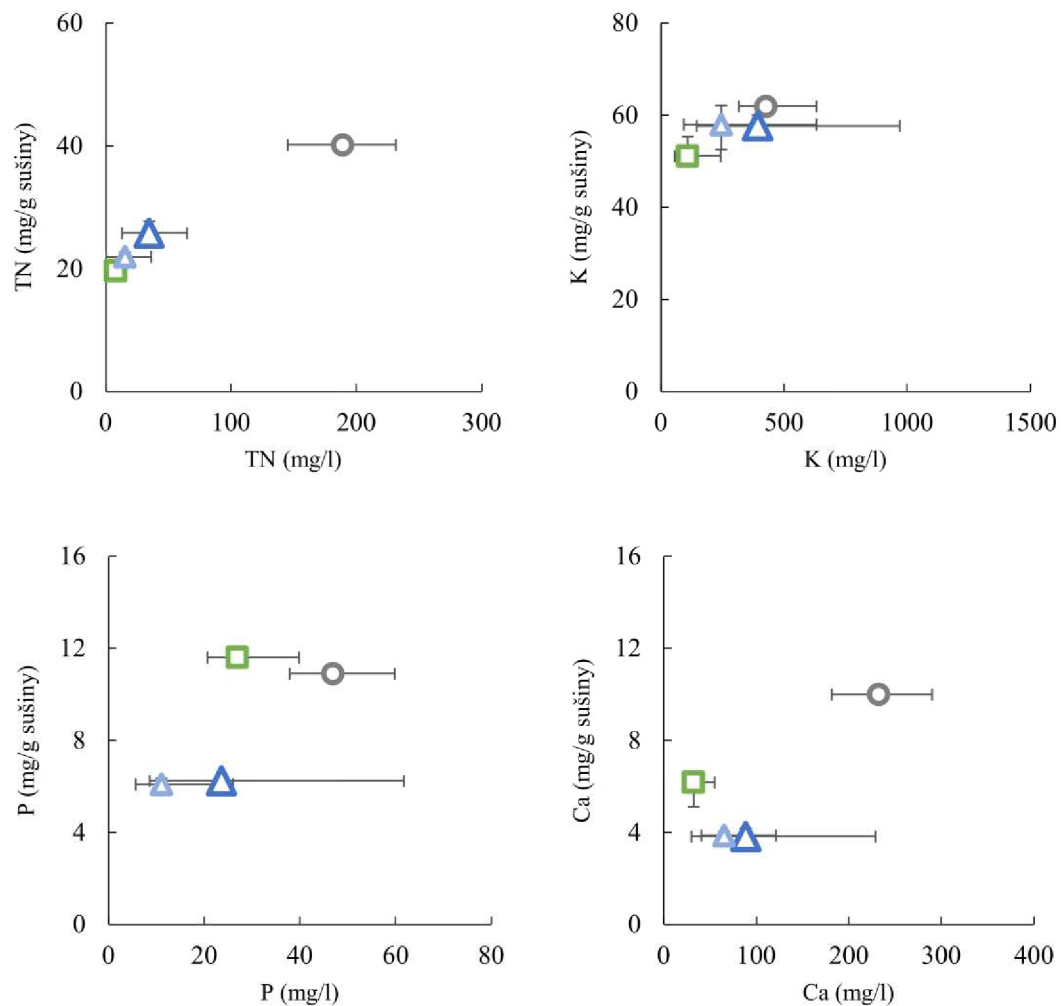 60
40
20
0
TN (mg/g sušiny)
0 100 200 300
TN (mg/l)
80
60
40
20
0
K (mg/g sušiny)
0 500 1000 1500
K (mg/l)
16
12
8
4
0
P (mg/g sušiny)
0 20 40 60 80
P (mg/l)
16
12
8
4
0
Ca (mg/g sušiny)
0 100 200 300 400
Ca (mg/l)